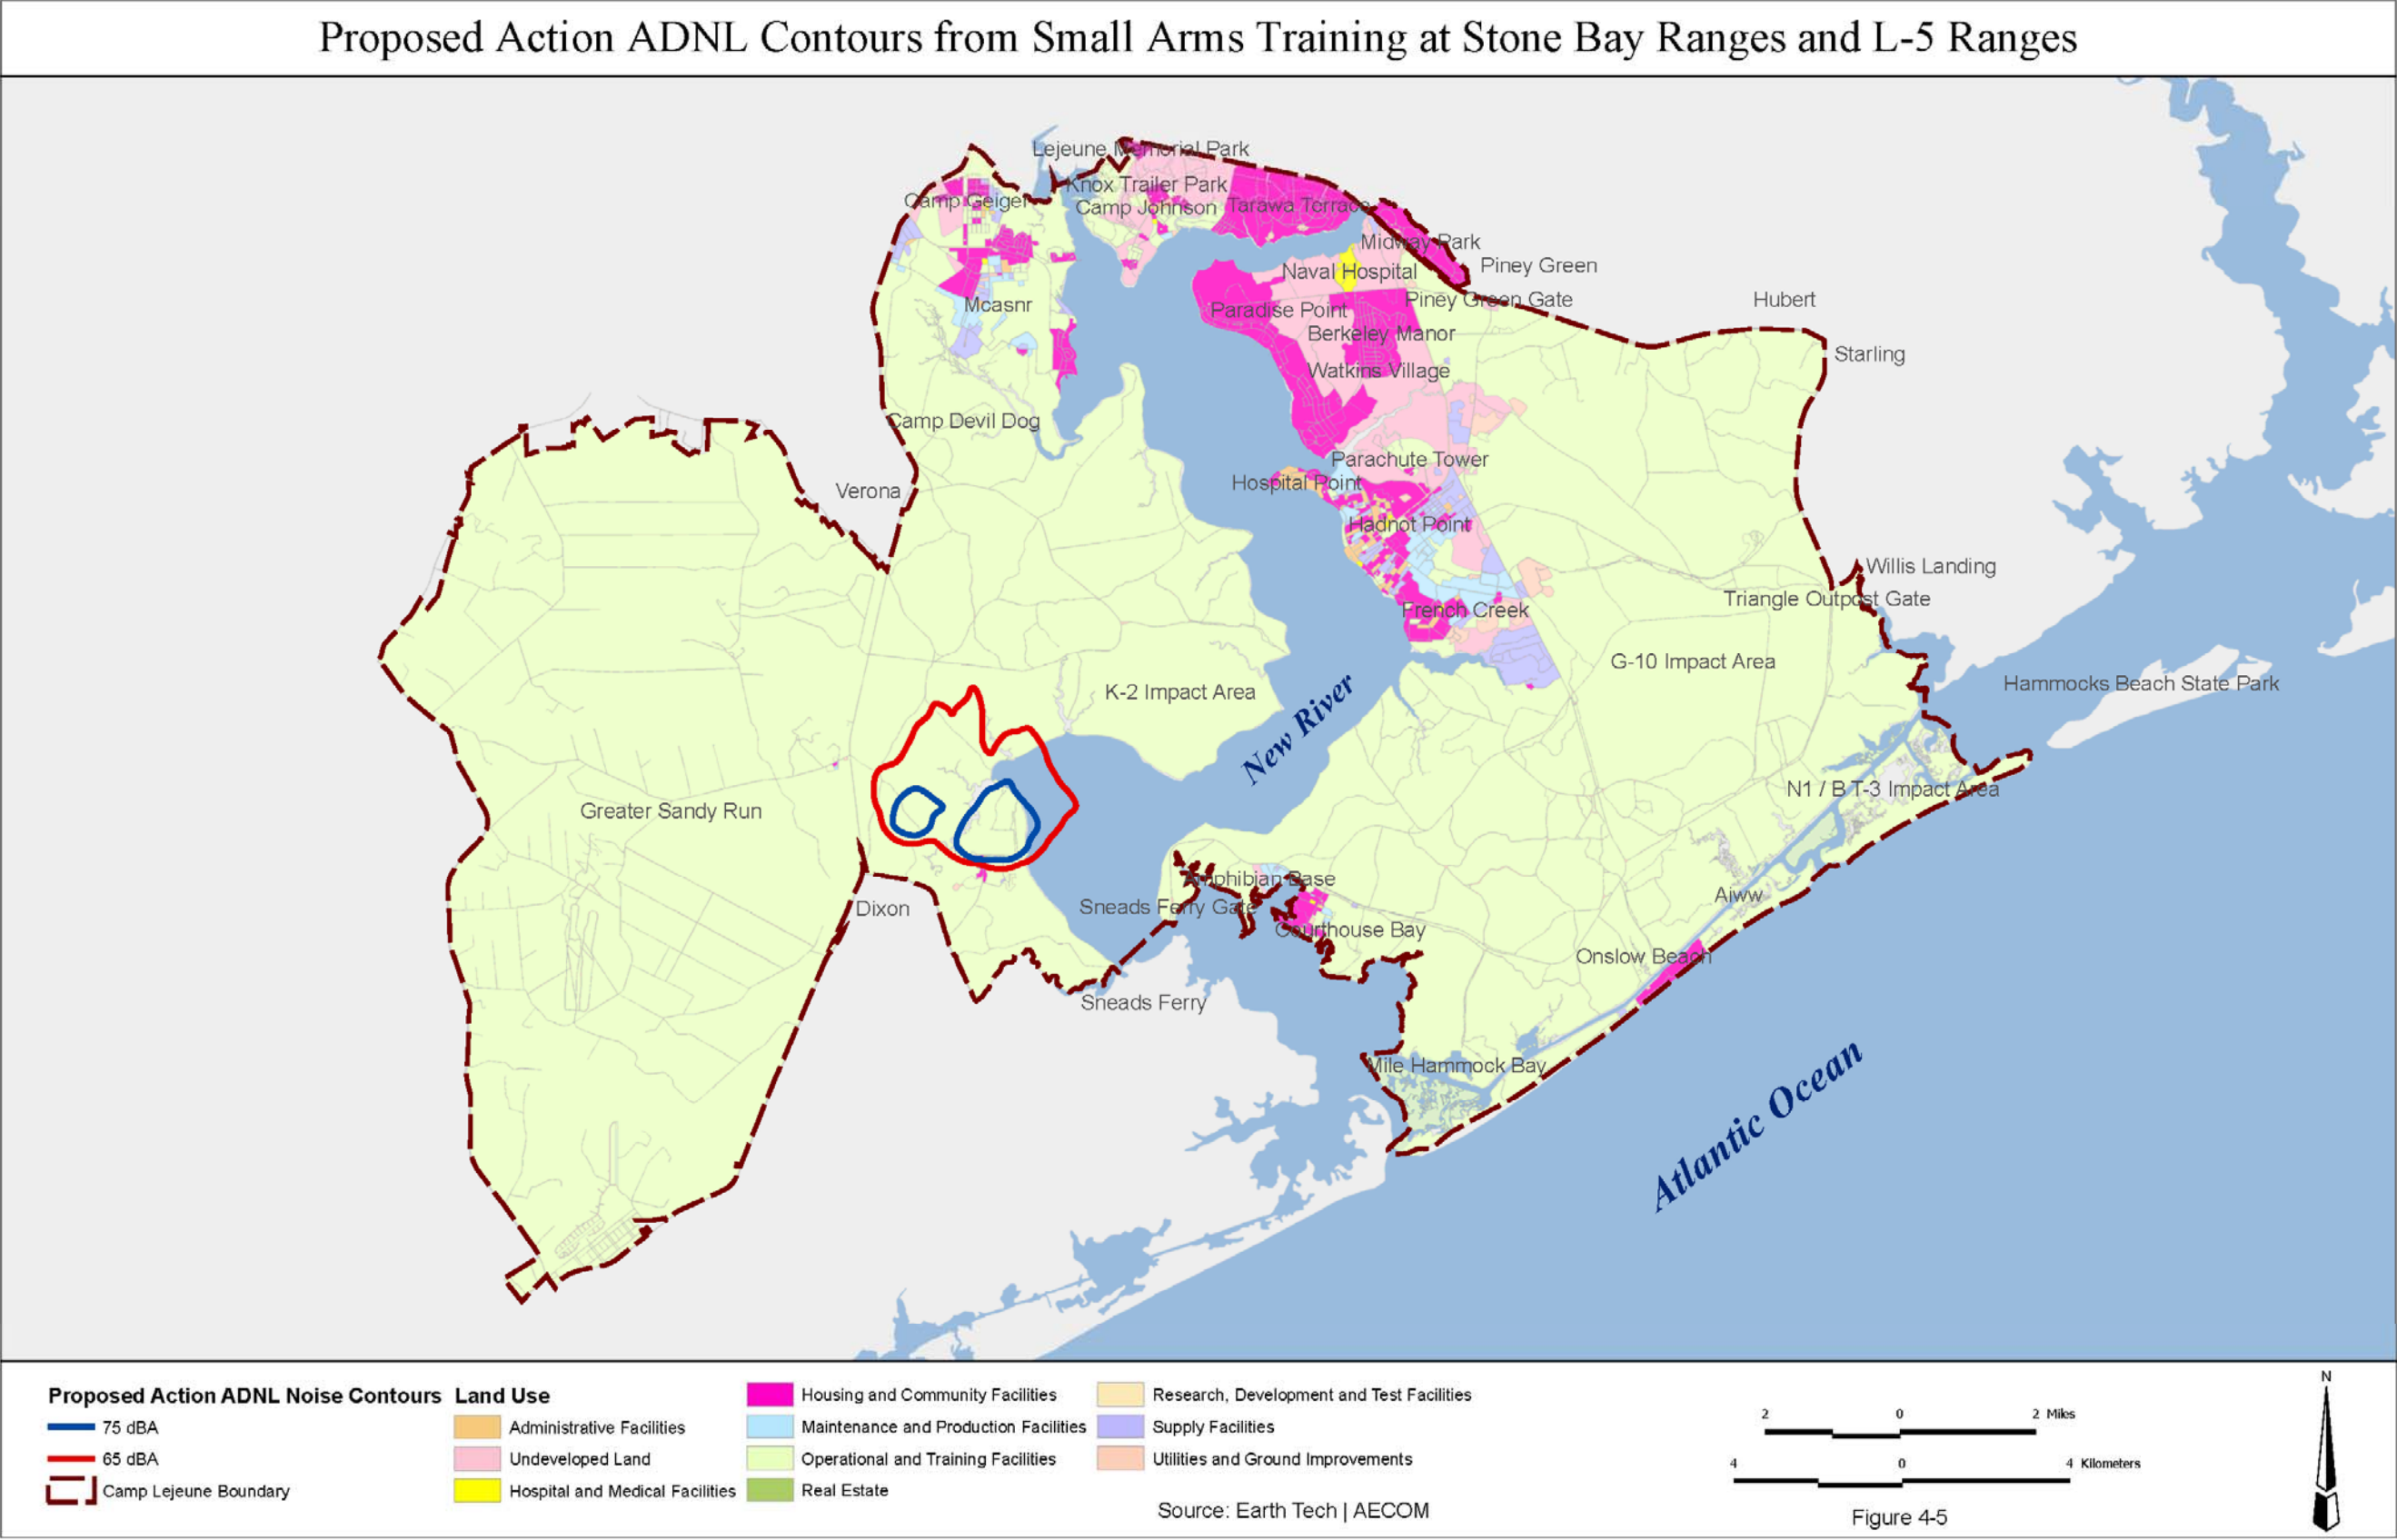 Proposed Action ADNL Contours from Small Arms Training at Stone Bay Ranges and L-5 Ranges
Lejeune Memorial Park
Knox Trailer Park
Camp Geiger
Camp Johnson
Tarawa Terrace
Midway Park
Piney Green
Naval Hospital
Piney Green Gate
Hubert
Mcasnr
Paradise Point
Berkeley Manor
Starling
Watkins Village
Camp Devil Dog
Parachute Tower
Verona
Hospital Point
Hadnot Point
Willis Landing
Triangle Outpost Gate
French Creek
G-10 Impact Area
Hammocks Beach State Park
K-2 Impact Area
New River
N1 / BT-3 Impact Area
Greater Sandy Run
Amphibian Base
Aiww
Dixon
Sneads Ferry Gate
Courthouse Bay
Onslow Beach
Sneads Ferry
Mile Hammock Bay
Atlantic Ocean
Proposed Action ADNL Noise Contours
75 dBA
65 dBA
Camp Lejeune Boundary
Land Use
Administrative Facilities
Undeveloped Land
Hospital and Medical Facilities
Housing and Community Facilities
Maintenance and Production Facilities
Operational and Training Facilities
Real Estate
Research, Development and Test Facilities
Supply Facilities
Utilities and Ground Improvements
Source: Earth Tech | AECOM
2 0 2 Miles
4 0 4 Kilometers
Figure 4-5
N